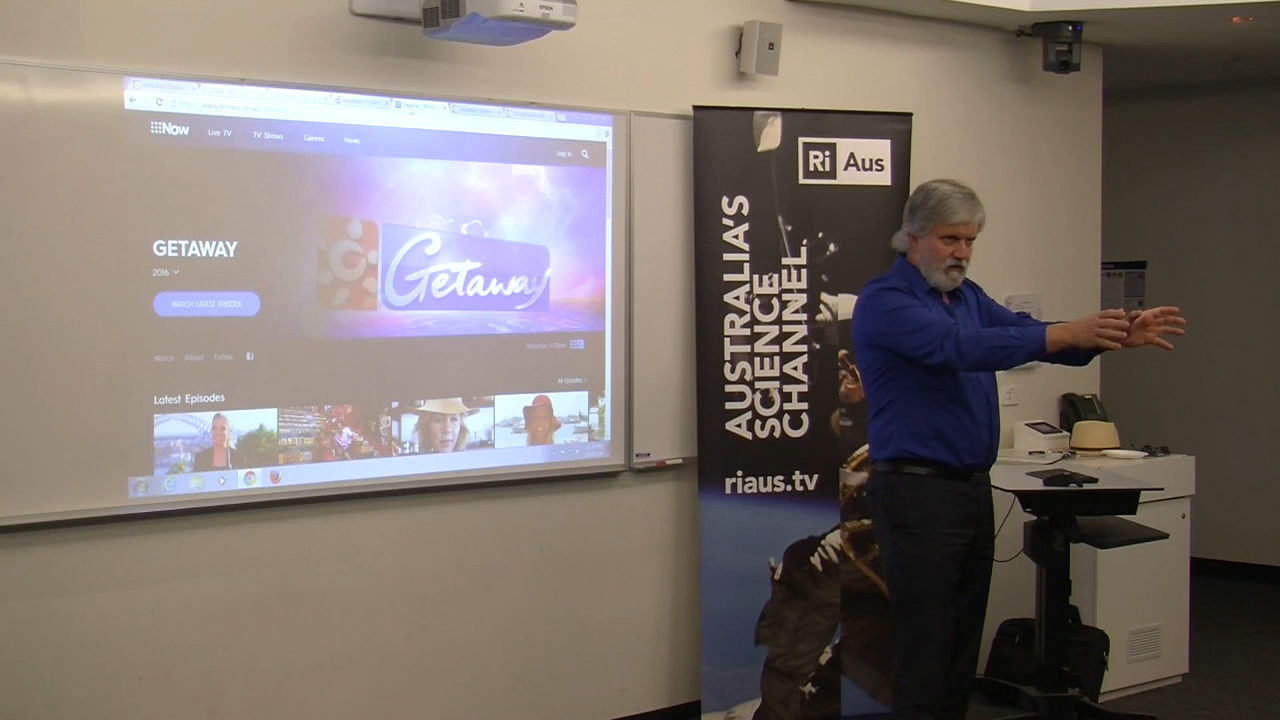 EPSON
9Now
Live TV
TV Shows
Genres
News
Log in
GETAWAY
2016
WATCH LATEST EPISODE
Getaway
Watch
About
Extras
All Episodes
Latest Episodes
Ri Aus
AUSTRALIA'S
SCIENCE
CHANNEL.
riaus.tv